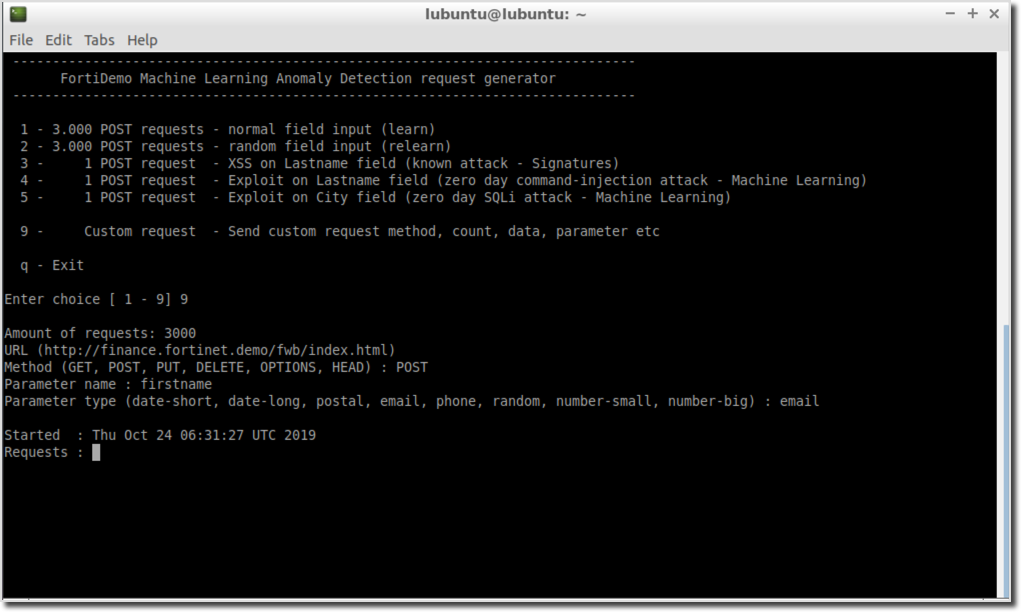 lubuntu@lubuntu: ~
File Edit Tabs Help
-------------------------------------------------------------------------------
FortiDemo Machine Learning Anomaly Detection request generator
-------------------------------------------------------------------------------
1 - 3.000 POST requests - normal field input (learn)
2 - 3.000 POST requests - random field input (relearn)
3 - 1 POST request - XSS on Lastname field (known attack - Signatures)
4 - 1 POST request - Exploit on Lastname field (zero day command-injection attack - Machine Learning)
5 - 1 POST request - Exploit on City field (zero day SQLi attack - Machine Learning)
9 - Custom request - Send custom request method, count, data, parameter etc
q - Exit
Enter choice [ 1 - 9] 9
Amount of requests: 3000
URL (http://finance.fortinet.demo/fwb/index.html)
Method (GET, POST, PUT, DELETE, OPTIONS, HEAD) : POST
Parameter name : firstname
Parameter type (date-short, date-long, postal, email, phone, random, number-small, number-big) : email
Started : Thu Oct 24 06:31:27 UTC 2019
Requests :